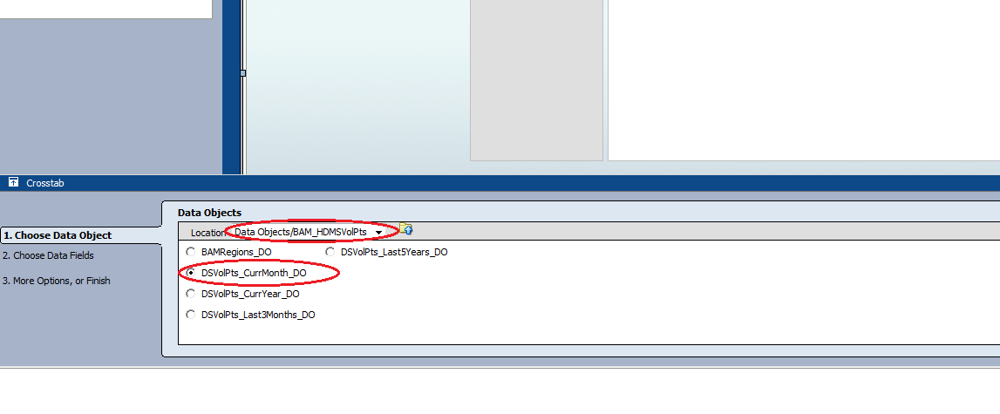 Crosstab
Data Objects
1. Choose Data Object
Location Data Objects/BAM_HDMSVolPts
2. Choose Data Fields
BAMRegions_DO DSVolPts_Last5Years_DO
3. More Options, or Finish
DSVolPts_CurrMonth_DO
DSVolPts_CurrYear_DO
DSVolPts_Last3Months_DO